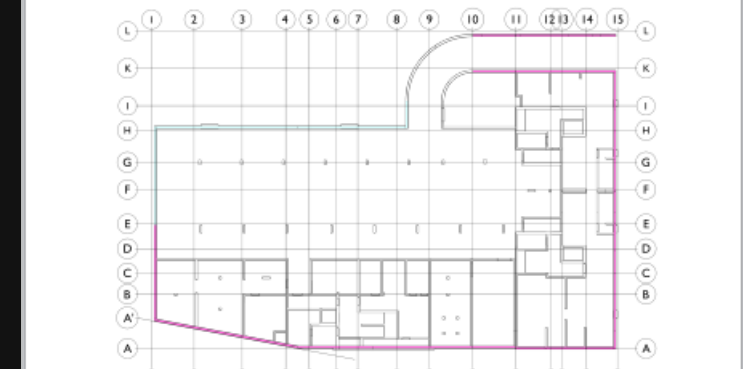 1 2 3 4 5 6 7 8 9 10 11 12 13 14 15
L L
K K
I I
H H
G G
F F
E E
D D
C C
B B
A'
A A